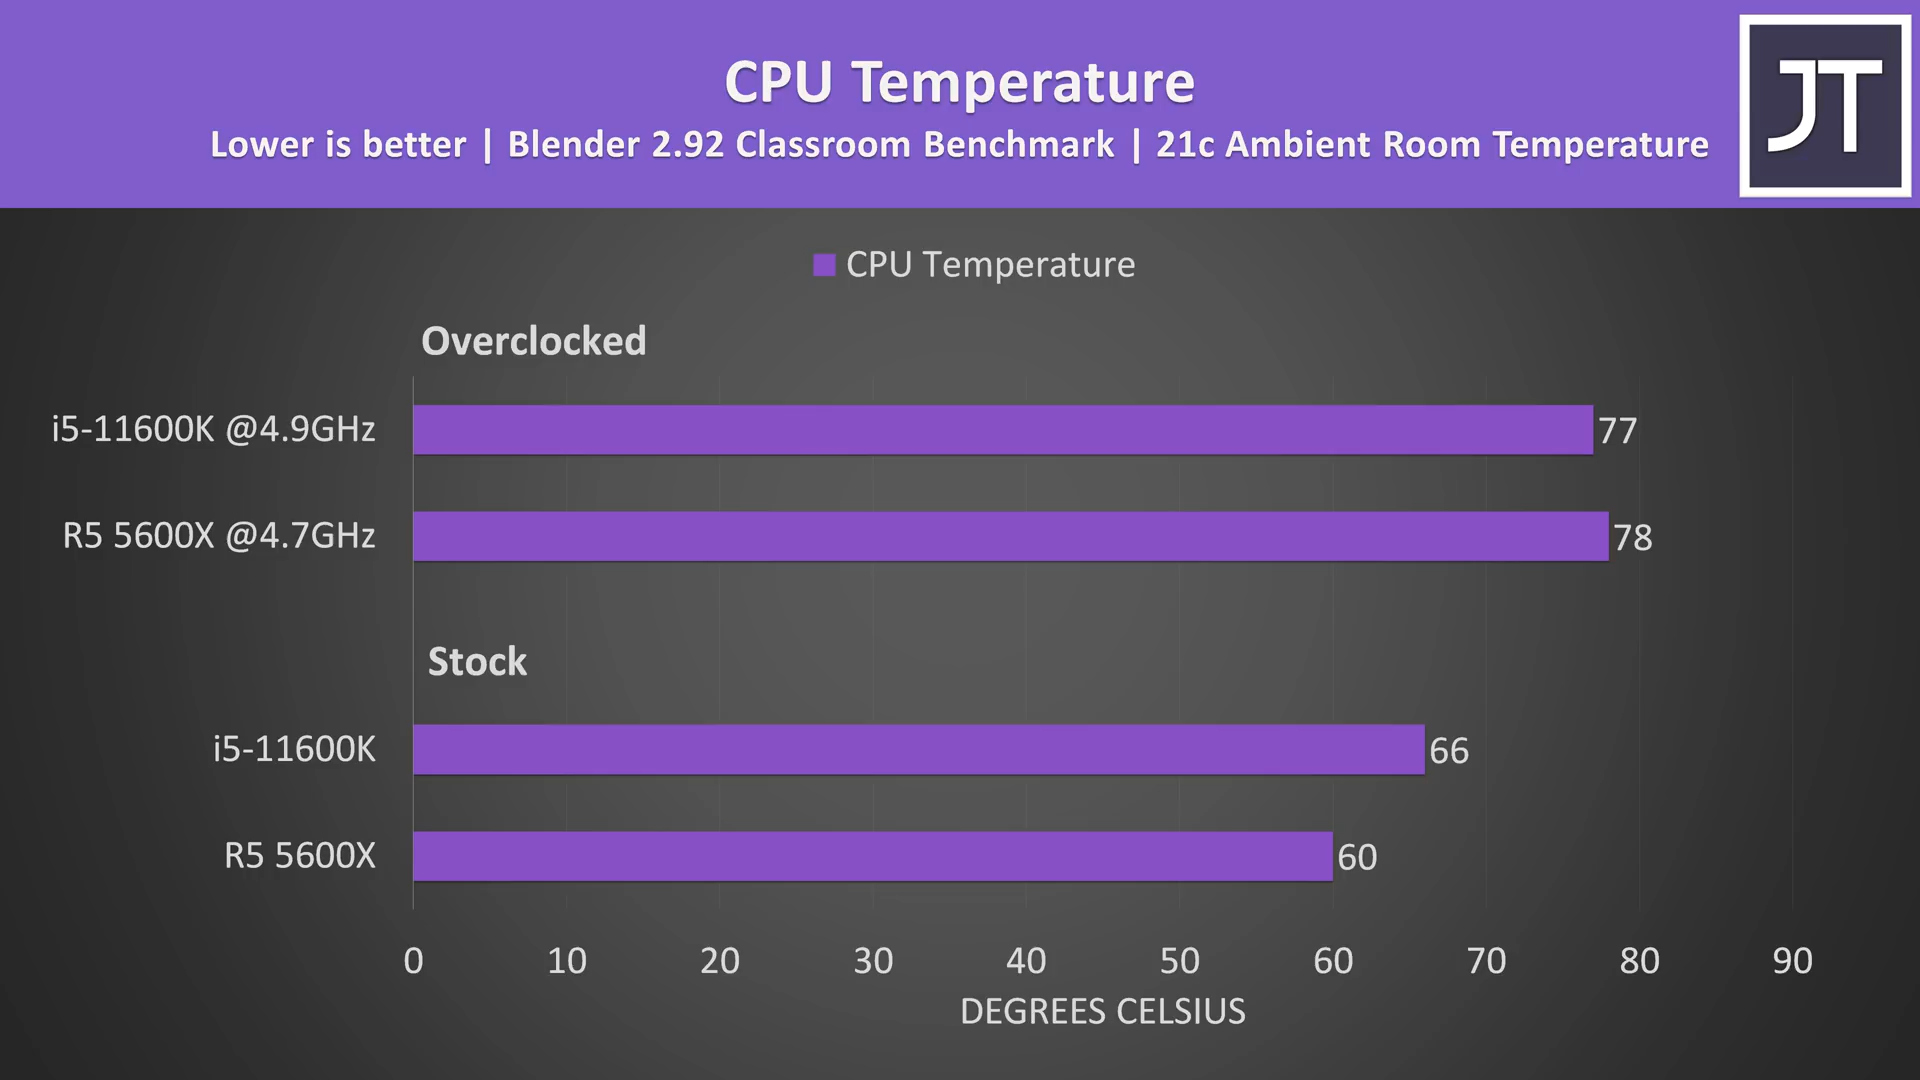 CPU Temperature
Lower is better | Blender 2.92 Classroom Benchmark | 21c Ambient Room Temperature
JT
CPU Temperature
Overclocked
i5-11600K @4.9GHz 77
R5 5600X @4.7GHz 78
Stock
i5-11600K 66
R5 5600X 60
0 10 20 30 40 50 60 70 80 90
DEGREES CELSIUS